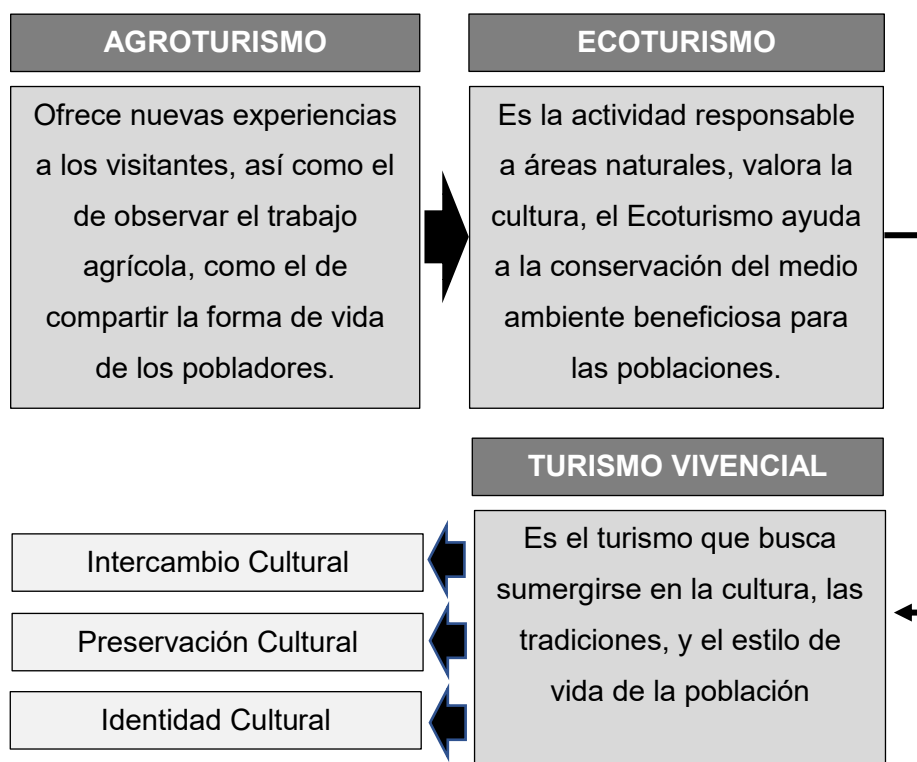 AGROTURISMO
Ofrece nuevas experiencias
a los visitantes, así como el
de observar el trabajo
agrícola, como el de
compartir la forma de vida
de los pobladores.
ECOTURISMO
Es la actividad responsable
a áreas naturales, valora la
cultura, el Ecoturismo ayuda
a la conservación del medio
ambiente beneficiosa para
las poblaciones.
TURISMO VIVENCIAL
Es el turismo que busca
sumergirse en la cultura, las
tradiciones, y el estilo de
vida de la población
Intercambio Cultural
Preservación Cultural
Identidad Cultural